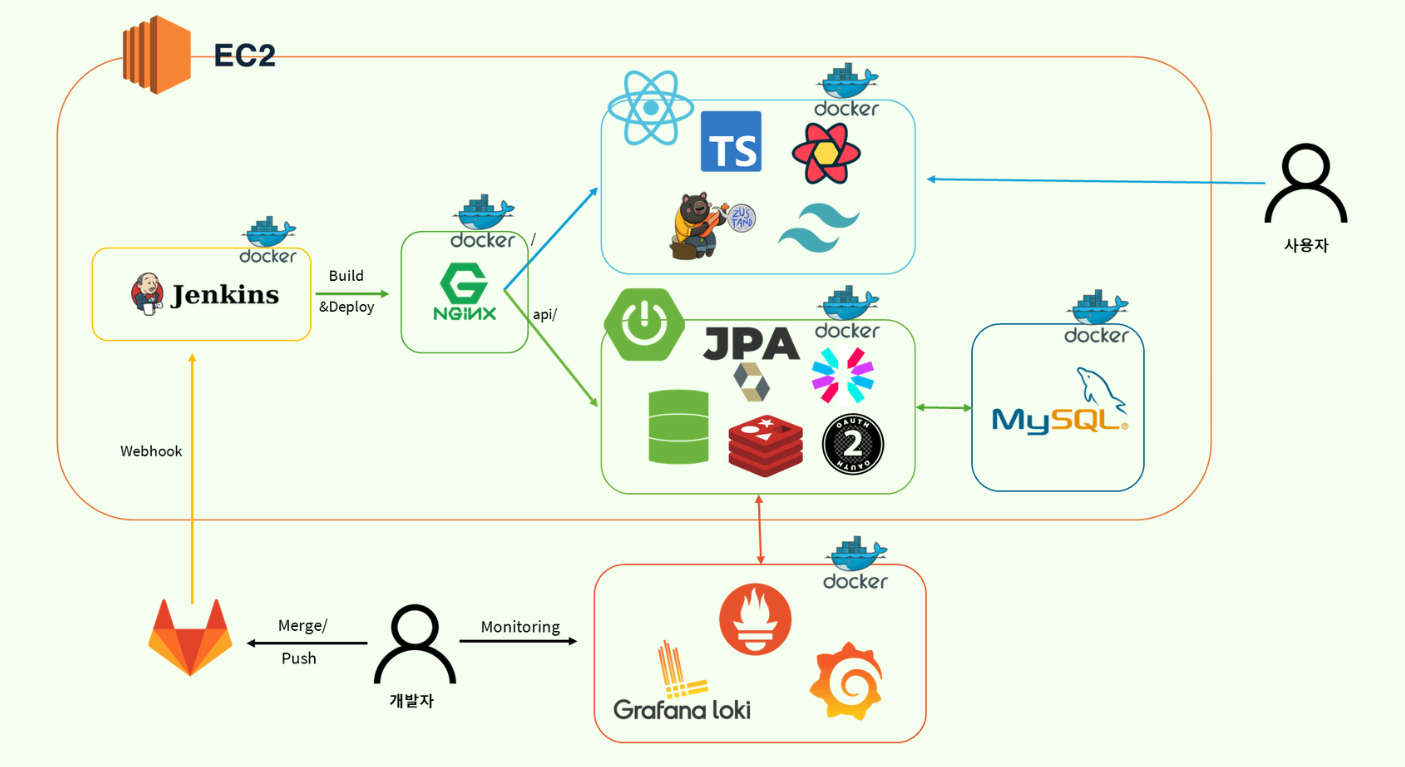 EC2
docker
TS
ZUS
TAND
사용자
docker
docker
Jenkins
Build
&Deploy
NGINX
/
api/
docker
JPA
OAUTH
2
OAUTH
docker
MySQL®
Webhook
docker
Merge/
Push
개발자
Monitoring
Grafana loki